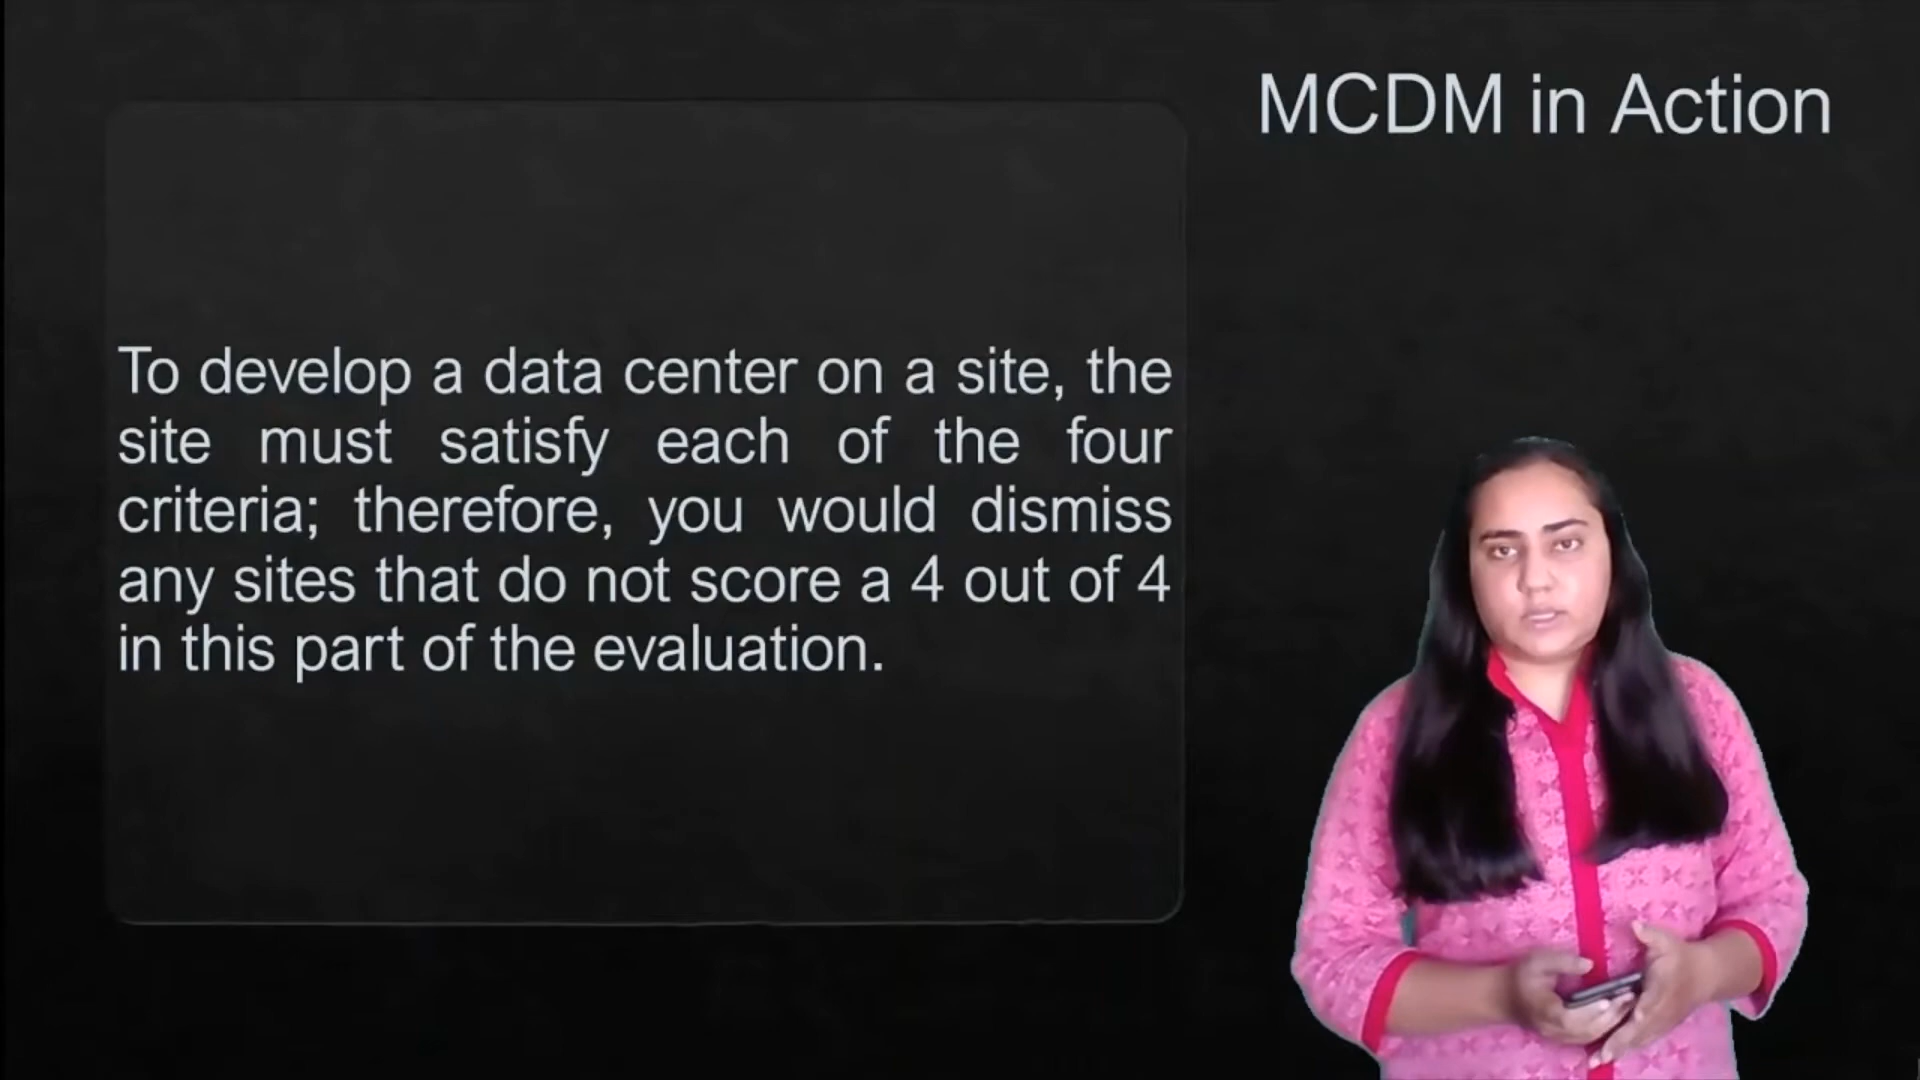 MCDM in Action
To develop a data center on a site, the
site must satisfy each of the four
criteria; therefore, you would dismiss
any sites that do not score a 4 out of 4
in this part of the evaluation.